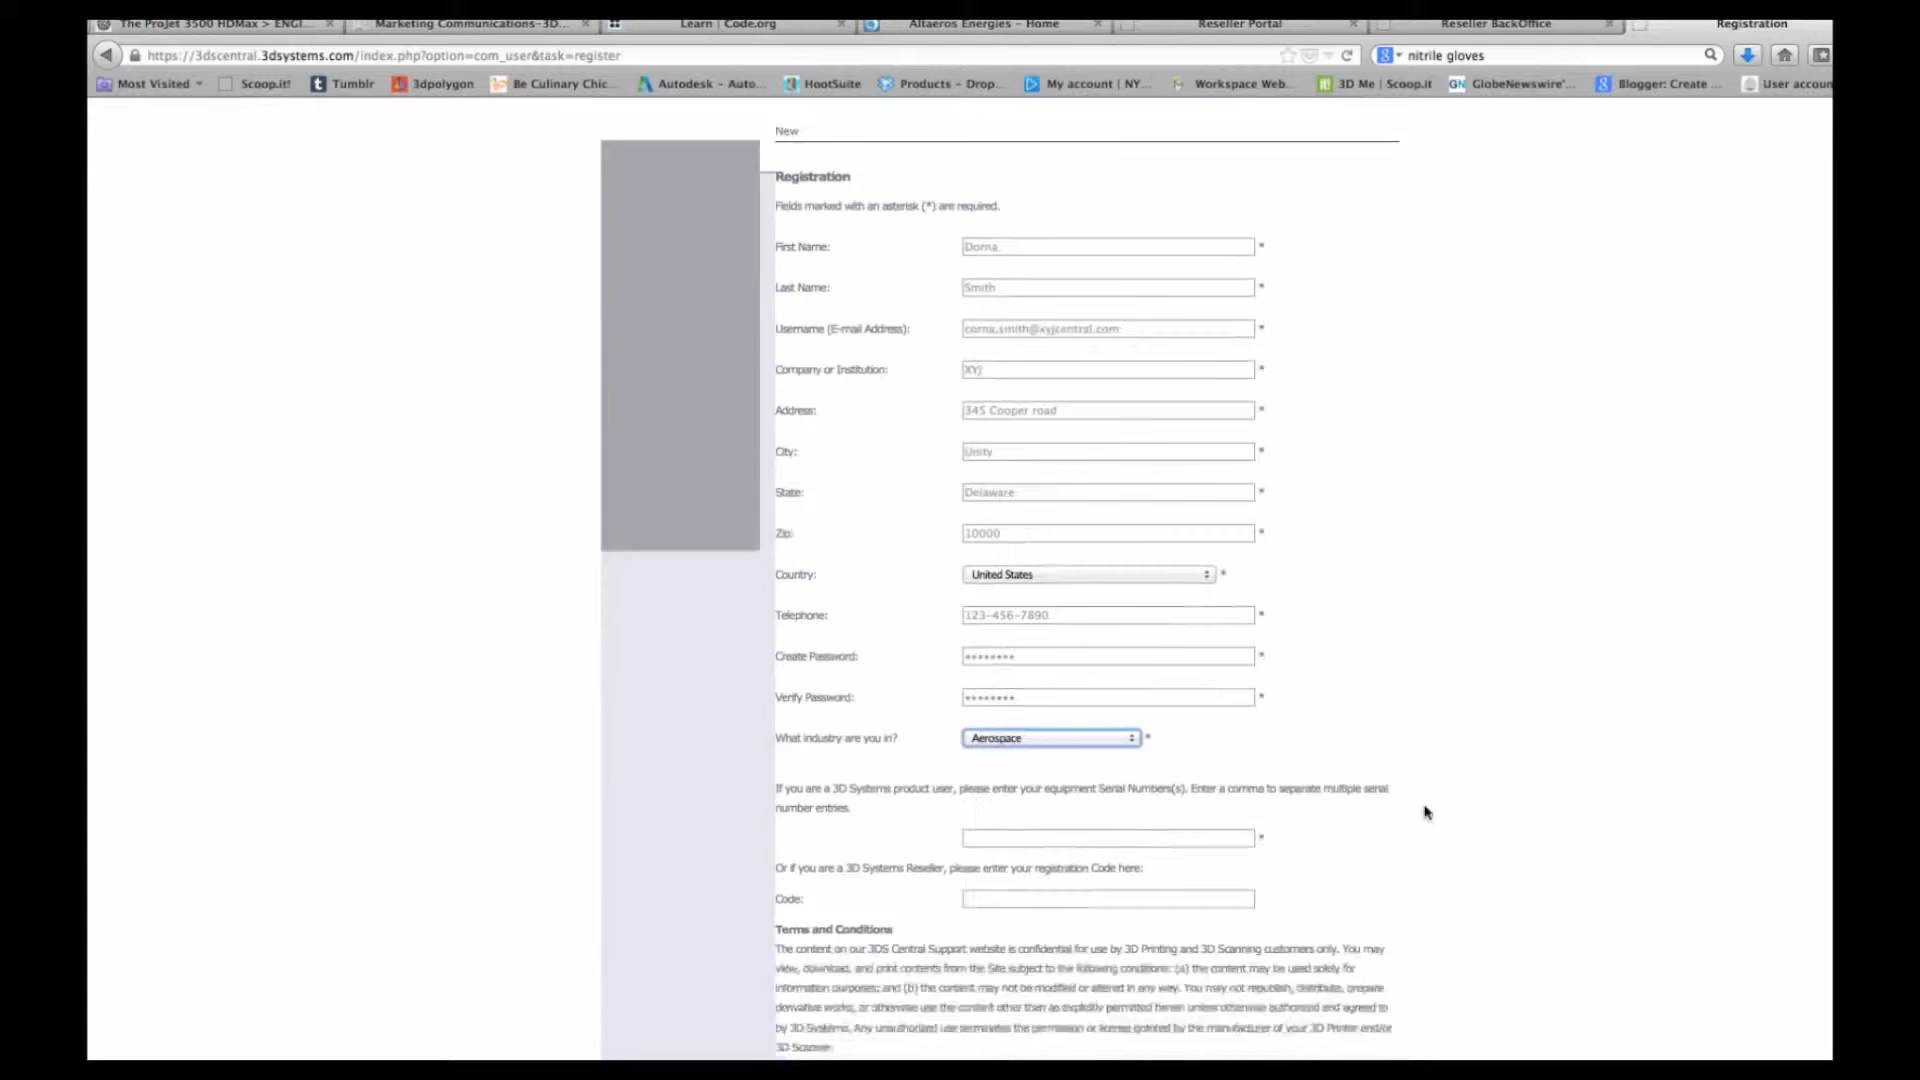 The Projet 3500 HDMax > ENGI...
Marketing Communications-3D...
Learn | Code.org
Altaeros Energies - Home
Reseller Portal
Reseller BackOffice
Registration
https://3dscentral.3dsystems.com/index.php?option=com_user&task=register
nitrile gloves
Most Visited
Scoop.it!
Tumblr
3dpolygon
Be Culinary Chic...
Autodesk - Auto...
HootSuite
Products - Drop...
My account | NY...
Workspace Web...
3D Me | Scoop.it
GlobeNewswire'...
Blogger: Create ...
User accoun
New
Registration
Fields marked with an asterisk (*) are required.
First Name: Dorna *
Last Name: Smith *
Username (E-mail Address): corna.smith@xyjcentral.com *
Company or Institution: XYJ *
Address: 345 Cooper road *
City: Unity *
State: Delaware *
Zip: 10000 *
Country: United States *
Telephone: 123-456-7890 *
Create Password: •••••••• *
Verify Password: •••••••• *
What industry are you in? Aerospace *
If you are a 3D Systems product user, please enter your equipment Serial Numbers(s). Enter a comma to separate multiple serial
number entries.
*
Or if you are a 3D Systems Reseller, please enter your registration Code here:
Code:
Terms and Conditions
The content on our 3DS Central Support website is confidential for use by 3D Printing and 3D Scanning customers only. You may
view, download, and print contents from the Site subject to the following conditions: (a) the content may be used solely for
information purposes; and (b) the content may not be modified or altered in any way. You may not republish, distribute, prepare
derivative works, or otherwise use the content other than as explicitly permitted herein unless otherwise authorized and agreed to
by 3D Systems. Any unauthorized use terminates the permission or license granted by the manufacturer of your 3D Printer and/or
3D Scanner.